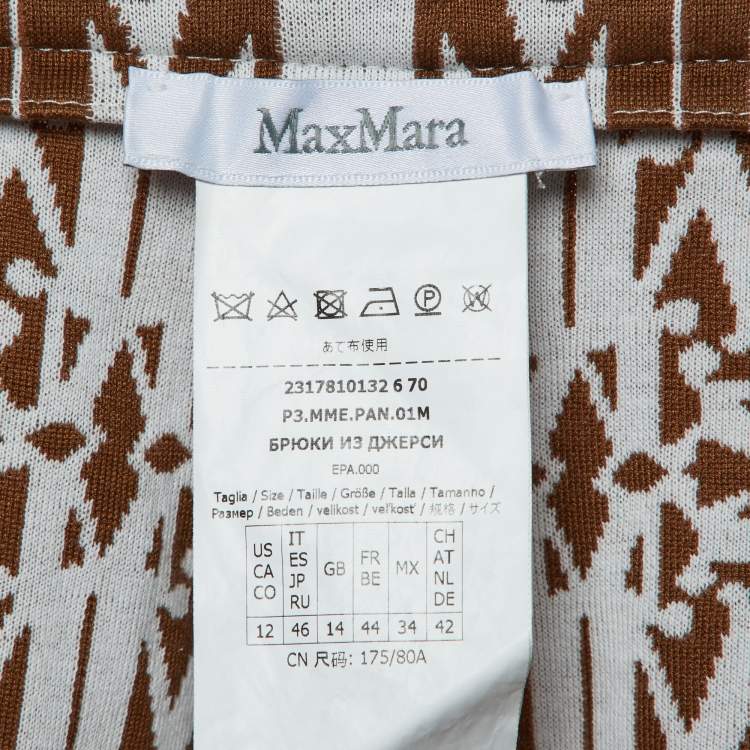 MaxMara
あて布使用
2317810132 6 70
P3.MME.PAN.01M
БРЮКИ ИЗ ДЖЕРСИ
EPA.000
Taglia / Size / Taille / Größe / Talla / Tamanho /
Размер / Beden / velikost / veľkosť / 规格 / サイズ
US CA CO IT ES JP RU GB FR BE MX CH AT NL DE
12 46 14 44 34 42
CN 尺码: 175/80A